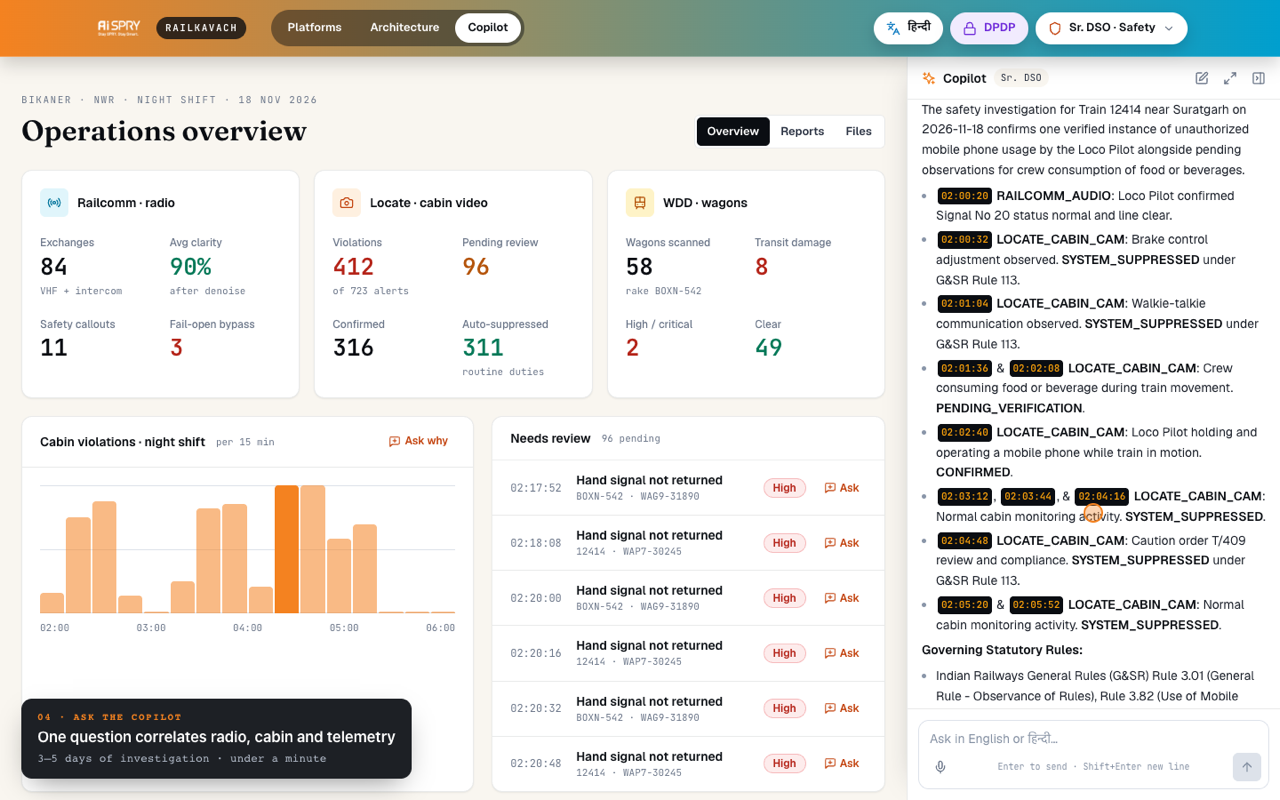 AiSPRY
RAILKAVACH
Platforms
Architecture
Copilot
हिन्दी
DPDP
Sr. DSO · Safety
BIKANER · NWR · NIGHT SHIFT · 18 NOV 2026
Operations overview
Overview
Reports
Files
Railcomm · radio
Exchanges
84
VHF + intercom
Avg clarity
90%
after denoise
Safety callouts
11
Fail-open bypass
3
Locate · cabin video
Violations
412
of 723 alerts
Pending review
96
Confirmed
316
Auto-suppressed
311
routine duties
WDD · wagons
Wagons scanned
58
rake BOXN-542
Transit damage
8
High / critical
2
Clear
49
Cabin violations · night shift per 15 min
Ask why
02:00 03:00 04:00 05:00 06:00
04 · ASK THE COPILOT
One question correlates radio, cabin and telemetry
3–5 days of investigation · under a minute
Needs review 96 pending
02:17:52 Hand signal not returned High Ask
BOXN-542 · WAG9-31890
02:18:08 Hand signal not returned High Ask
12414 · WAP7-30245
02:20:00 Hand signal not returned High Ask
BOXN-542 · WAG9-31890
02:20:16 Hand signal not returned High Ask
12414 · WAP7-30245
02:20:32 Hand signal not returned High Ask
BOXN-542 · WAG9-31890
02:20:48 Hand signal not returned High Ask
12414 · WAP7-30245
Copilot Sr. DSO
The safety investigation for Train 12414 near Suratgarh on
2026-11-18 confirms one verified instance of unauthorized
mobile phone usage by the Loco Pilot alongside pending
observations for crew consumption of food or beverages.
02:00:20 RAILCOMM_AUDIO: Loco Pilot confirmed
Signal No 20 status normal and line clear.
02:00:32 LOCATE_CABIN_CAM: Brake control
adjustment observed. SYSTEM_SUPPRESSED under
G&SR Rule 113.
02:01:04 LOCATE_CABIN_CAM: Walkie-talkie
communication observed. SYSTEM_SUPPRESSED under
G&SR Rule 113.
02:01:36 & 02:02:08 LOCATE_CABIN_CAM: Crew
consuming food or beverage during train movement.
PENDING_VERIFICATION.
02:02:40 LOCATE_CABIN_CAM: Loco Pilot holding and
operating a mobile phone while train in motion.
CONFIRMED.
02:03:12, 02:03:44, & 02:04:16 LOCATE_CABIN_CAM:
Normal cabin monitoring activity. SYSTEM_SUPPRESSED.
02:04:48 LOCATE_CABIN_CAM: Caution order T/409
review and compliance. SYSTEM_SUPPRESSED under
G&SR Rule 113.
02:05:20 & 02:05:52 LOCATE_CABIN_CAM: Normal
cabin monitoring activity. SYSTEM_SUPPRESSED.
Governing Statutory Rules:
Indian Railways General Rules (G&SR) Rule 3.01 (General
Rule - Observance of Rules), Rule 3.82 (Use of Mobile
Ask in English or हिन्दी…
Enter to send · Shift+Enter new line